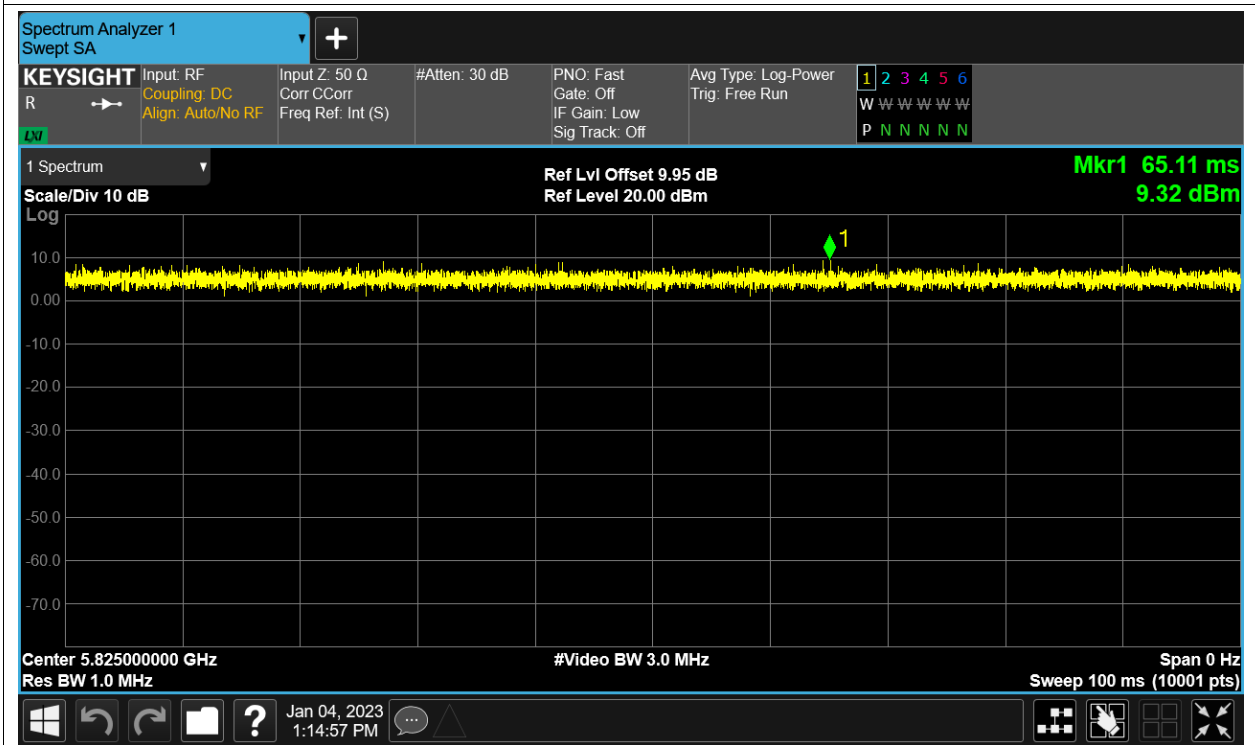 Spectrum Analyzer 1
Swept SA
KEYSIGHT
R
LXI
Input: RF
Coupling: DC
Align: Auto/No RF
Input Z: 50 Ω
Corr CCorr
Freq Ref: Int (S)
#Atten: 30 dB
PNO: Fast
Gate: Off
IF Gain: Low
Sig Track: Off
Avg Type: Log-Power
Trig: Free Run
1 2 3 4 5 6
W W W W W W
P N N N N N
1 Spectrum
Scale/Div 10 dB
Ref Lvl Offset 9.95 dB
Ref Level 20.00 dBm
Mkr1 65.11 ms
9.32 dBm
Log
1
10.0
0.00
-10.0
-20.0
-30.0
-40.0
-50.0
-60.0
-70.0
Center 5.825000000 GHz
Res BW 1.0 MHz
#Video BW 3.0 MHz
Span 0 Hz
Sweep 100 ms (10001 pts)
?
Jan 04, 2023
1:14:57 PM